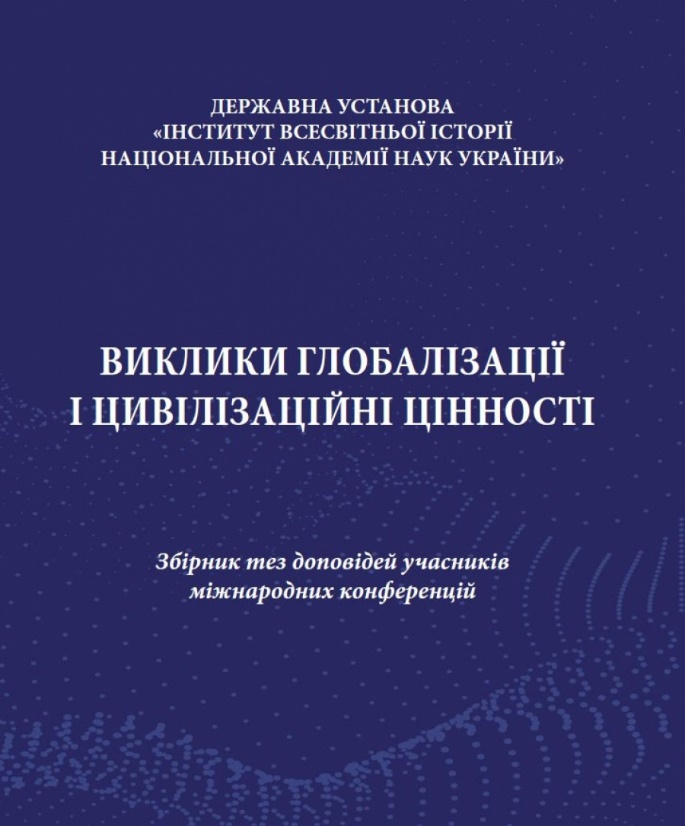 ДЕРЖАВНА УСТАНОВА
«ІНСТИТУТ ВСЕСВІТНЬОЇ ІСТОРІЇ
НАЦІОНАЛЬНОЇ АКАДЕМІЇ НАУК УКРАЇНИ»
ВИКЛИКИ ГЛОБАЛІЗАЦІЇ
І ЦИВІЛІЗАЦІЙНІ ЦІННОСТІ
Збірник тез доповідей учасників
міжнародних конференцій